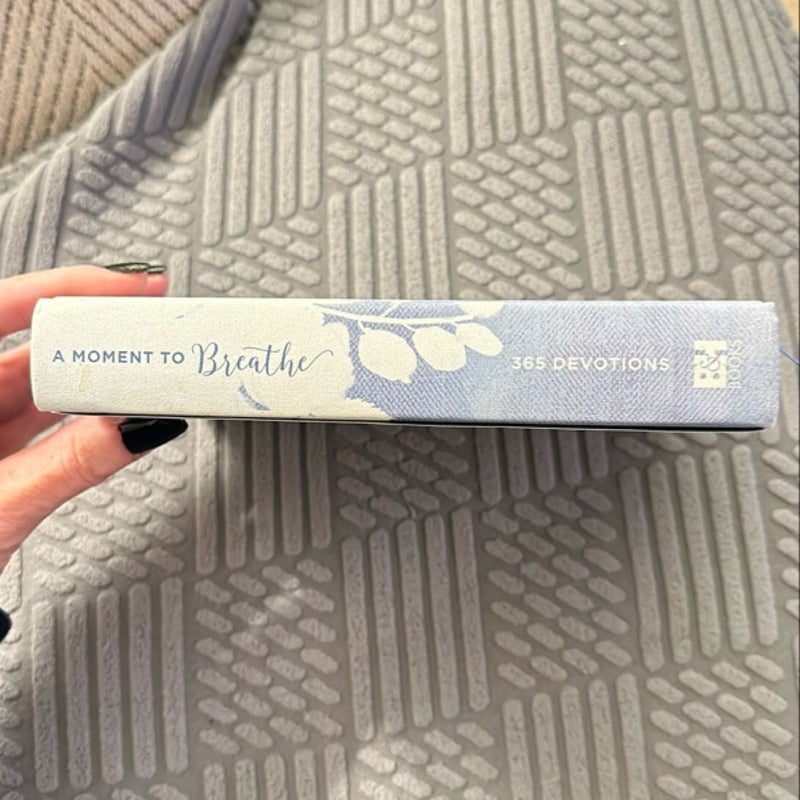 A MOMENT TO Breathe
365 DEVOTIONS
B&H
BOOKS